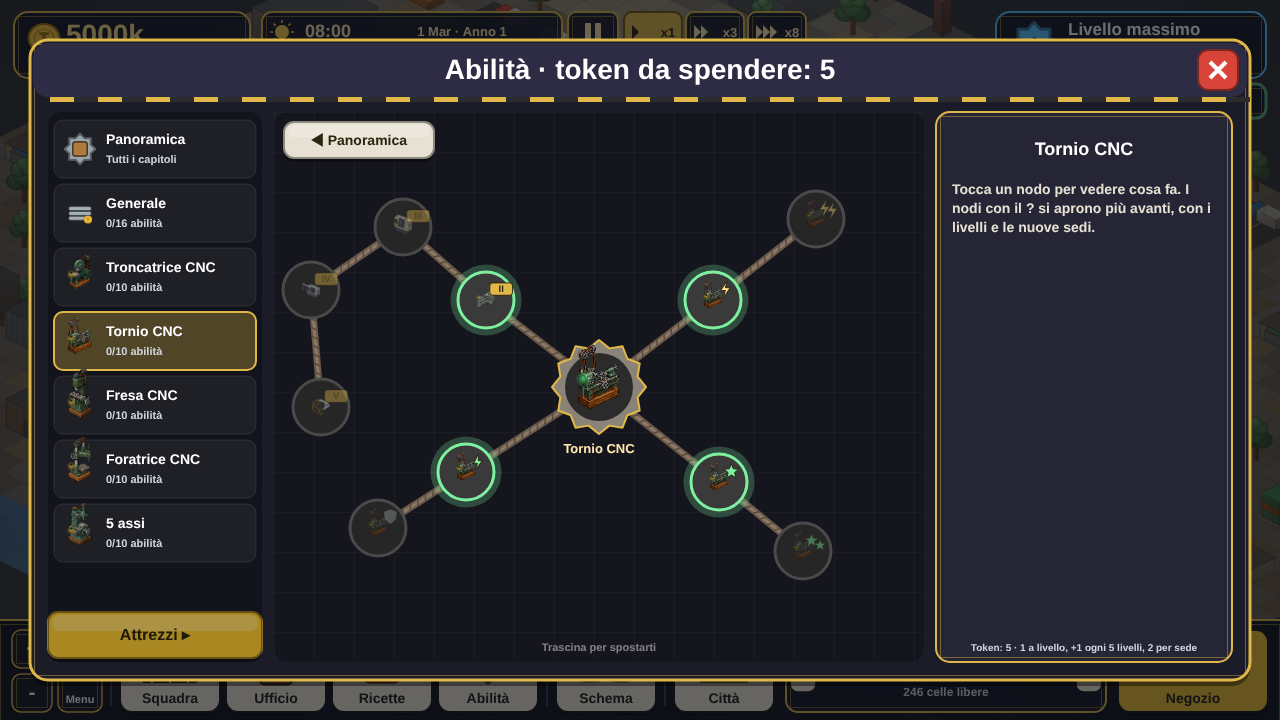 5000k
08:00
1 Mar · Anno 1
x1
x3
x8
Livello massimo
Abilità · token da spendere: 5
Panoramica
Tutti i capitoli
Generale
0/16 abilità
Troncatrice CNC
0/10 abilità
Tornio CNC
0/10 abilità
Fresa CNC
0/10 abilità
Foratrice CNC
0/10 abilità
5 assi
0/10 abilità
Attrezzi ▸
◀ Panoramica
III
IV
II
V
Tornio CNC
Trascina per spostarti
Tornio CNC
Tocca un nodo per vedere cosa fa. I
nodi con il ? si aprono più avanti, con i
livelli e le nuove sedi.
Token: 5 · 1 a livello, +1 ogni 5 livelli, 2 per sede
-
Menu
Squadra
Ufficio
Ricette
Abilità
Schema
Città
246 celle libere
Negozio